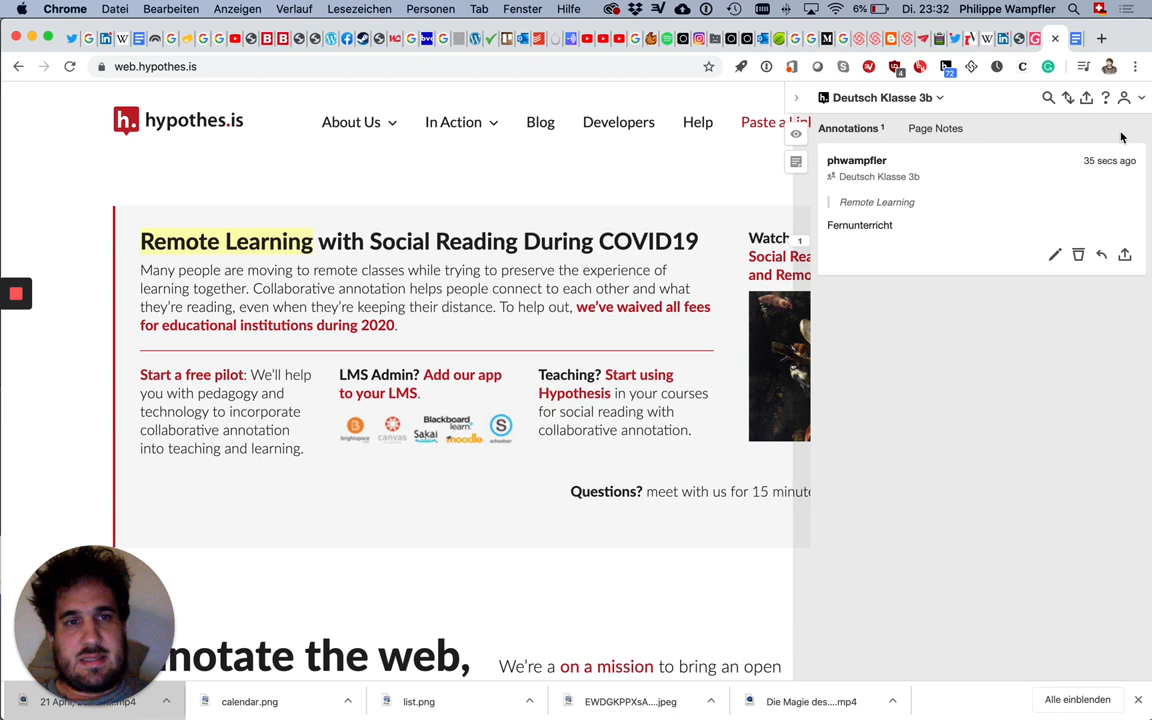 Chrome Datei Bearbeiten Anzeigen Verlauf Lesezeichen Personen Tab Fenster Hilfe 6% Di. 23:32 Philippe Wampfler
web.hypothes.is
4
72
h. hypothes.is
About Us In Action Blog Developers Help Paste a Link
Deutsch Klasse 3b
Annotations 1 Page Notes
phwampfler 35 secs ago
Deutsch Klasse 3b
Remote Learning
Fernunterricht
Remote Learning with Social Reading During COVID19
Many people are moving to remote classes while trying to preserve the experience of
learning together. Collaborative annotation helps people connect to each other and what
they're reading, even when they're keeping their distance. To help out, we've waived all fees
for educational institutions during 2020.
Watch
1
Social Rea
and Remo
Start a free pilot: We'll help
you with pedagogy and
technology to incorporate
collaborative annotation
into teaching and learning.
LMS Admin? Add our app
to your LMS.
brightspace canvas Sakai Blackboard learn moodle schoology
Teaching? Start using
Hypothesis in your courses
for social reading with
collaborative annotation.
Questions? meet with us for 15 minute
notate the web,
We're a on a mission to bring an open
21 April, mp4
calendar.png
list.png
EWDGKPPXsA....jpeg
Die Magie des....mp4
Alle einblenden